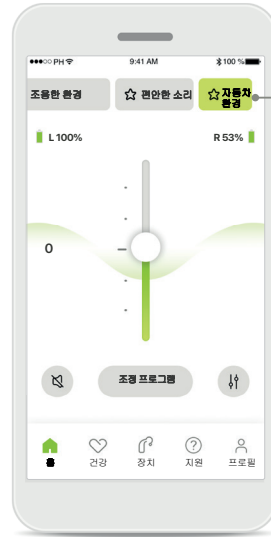 PH 9:41 AM 100 %
조용한 환경 편안한 소리 자동차
환경
L 100% R 53%
0
조정 프로그램
홈 건강 장치 지원 프로필